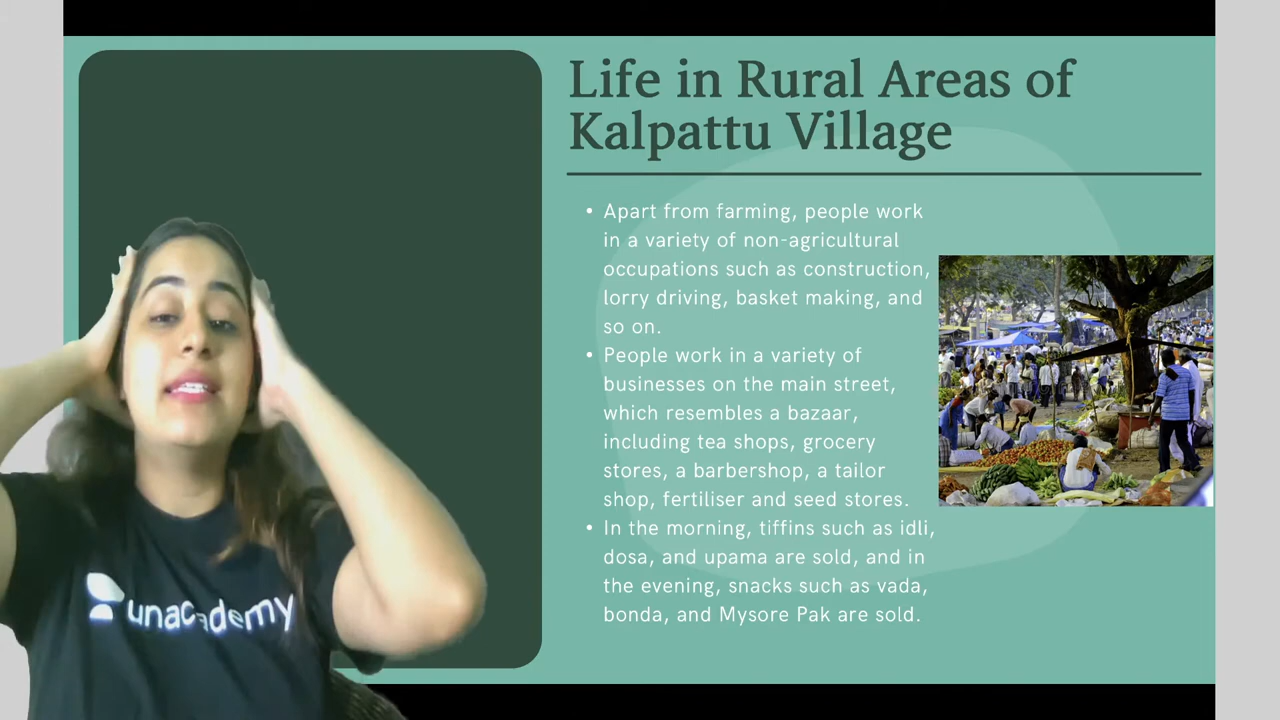 Life in Rural Areas of
Kalpattu Village
• Apart from farming, people work
in a variety of non-agricultural
occupations such as construction,
lorry driving, basket making, and
so on.
• People work in a variety of
businesses on the main street,
which resembles a bazaar,
including tea shops, grocery
stores, a barbershop, a tailor
shop, fertiliser and seed stores.
• In the morning, tiffins such as idli,
dosa, and upama are sold, and in
the evening, snacks such as vada,
bonda, and Mysore Pak are sold.
unacademy